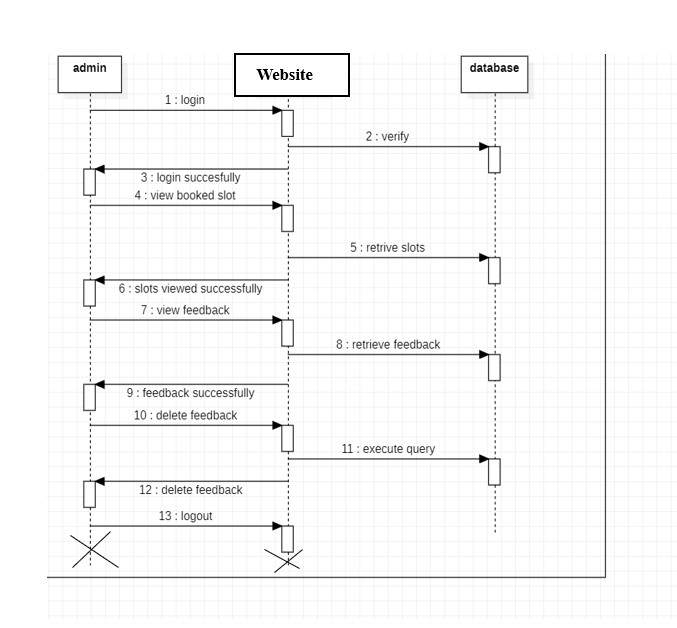 admin
Website
database
1 : login
2 : verify
3 : login succesfully
4 : view booked slot
5 : retrive slots
6 : slots viewed successfully
7 : view feedback
8 : retrieve feedback
9 : feedback successfully
10 : delete feedback
11 : execute query
12 : delete feedback
13 : logout